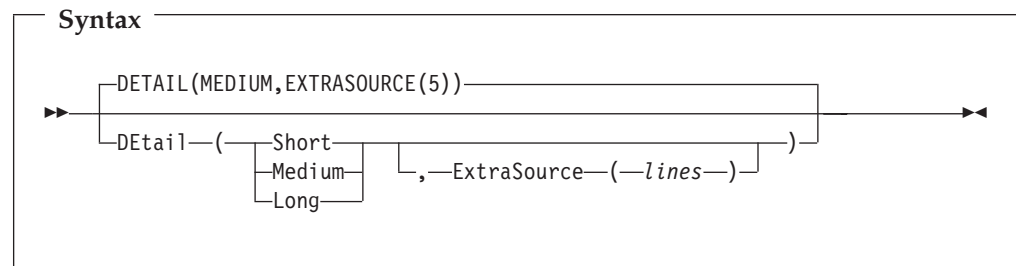 Syntax
DETAIL(MEDIUM,EXTRASOURCE(5))
DEtail ( Short )
Medium , ExtraSource ( lines )
Long